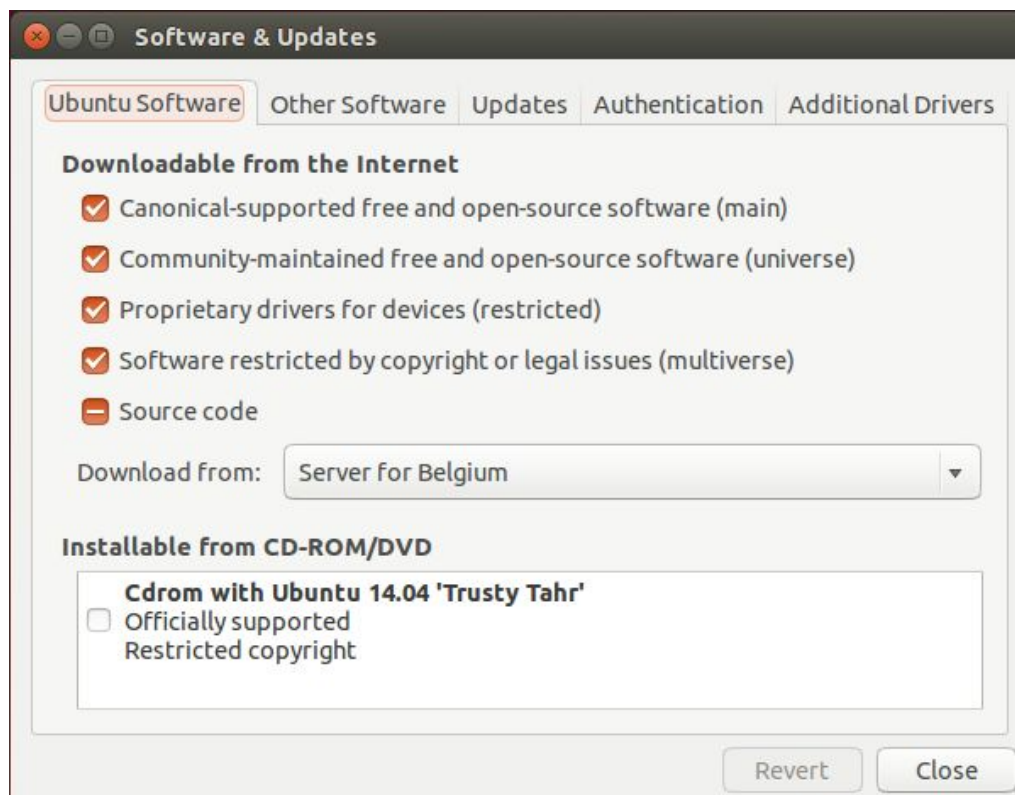 Software & Updates
Ubuntu Software Other Software Updates Authentication Additional Drivers
Downloadable from the Internet
Canonical-supported free and open-source software (main)
Community-maintained free and open-source software (universe)
Proprietary drivers for devices (restricted)
Software restricted by copyright or legal issues (multiverse)
Source code
Download from: Server for Belgium
Installable from CD-ROM/DVD
Cdrom with Ubuntu 14.04 'Trusty Tahr'
Officially supported
Restricted copyright
Revert Close